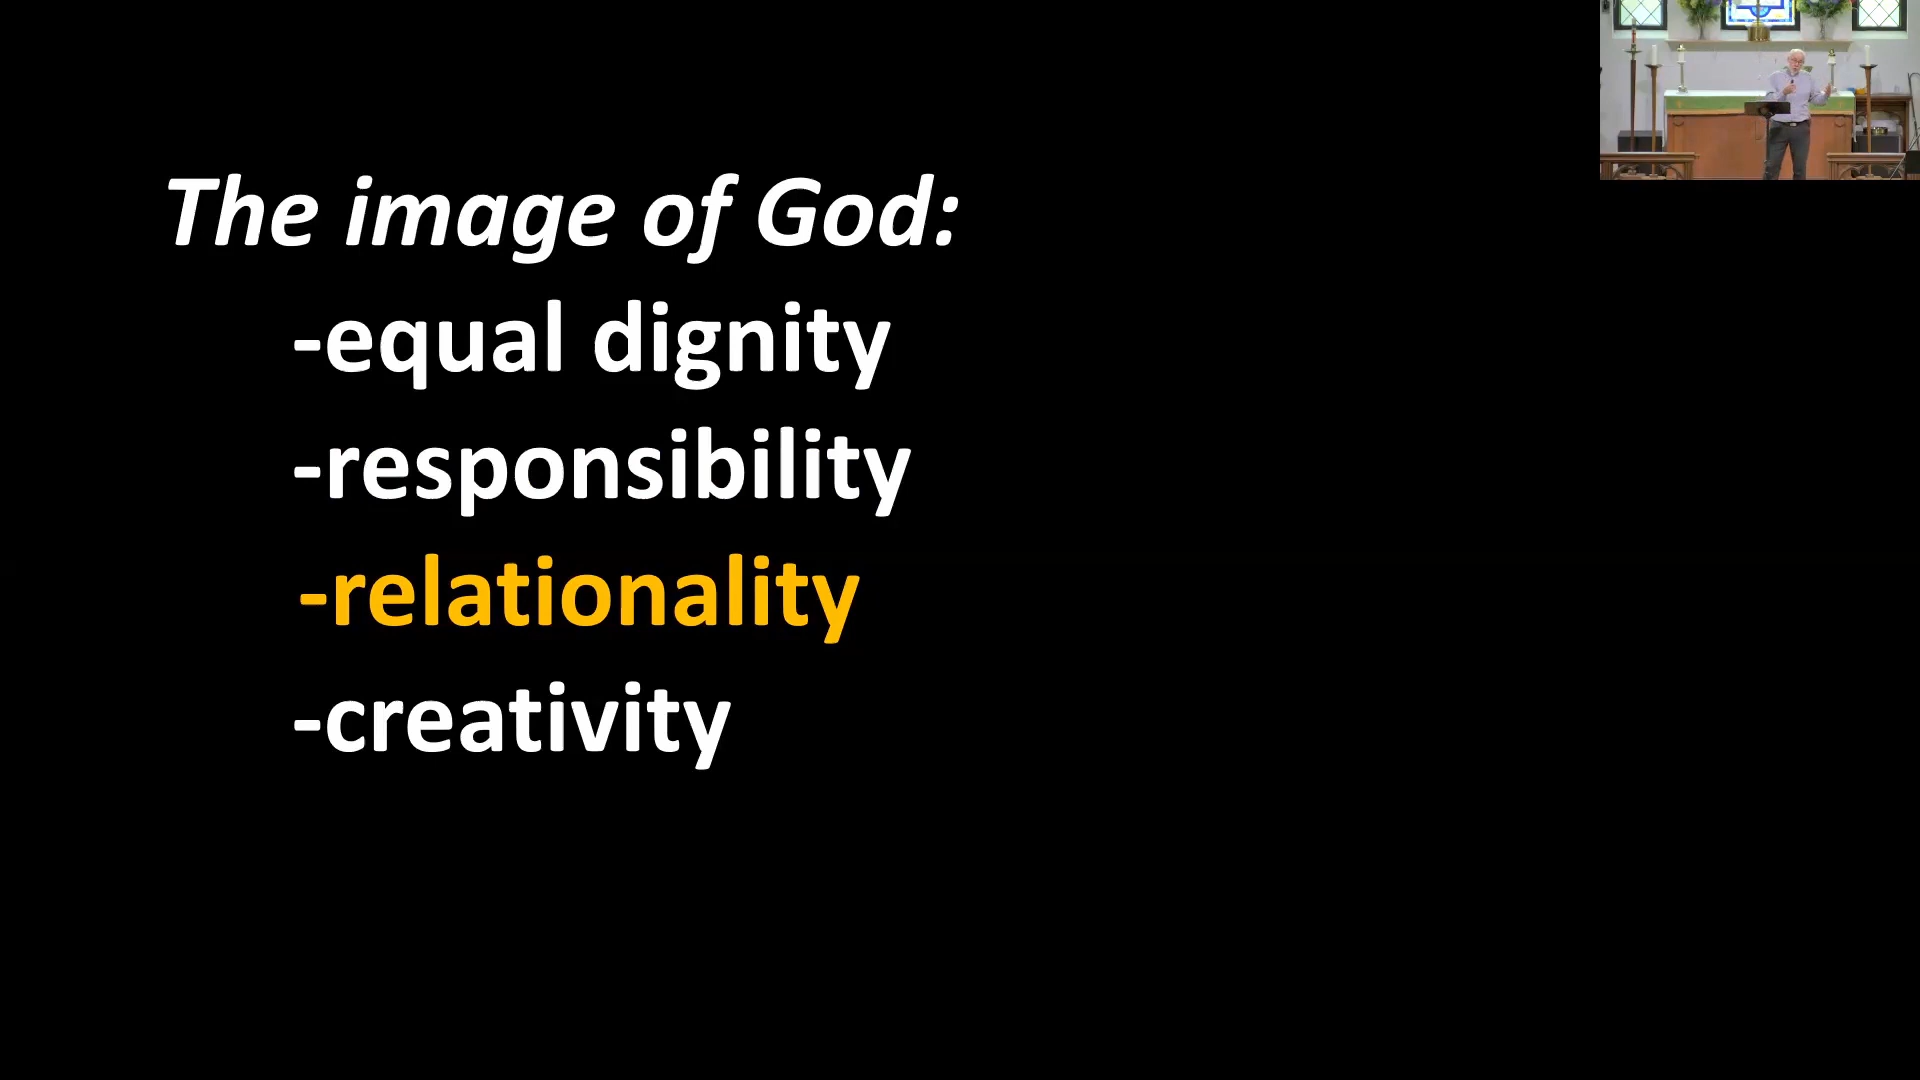 The image of God:
-equal dignity
-responsibility
-relationality
-creativity